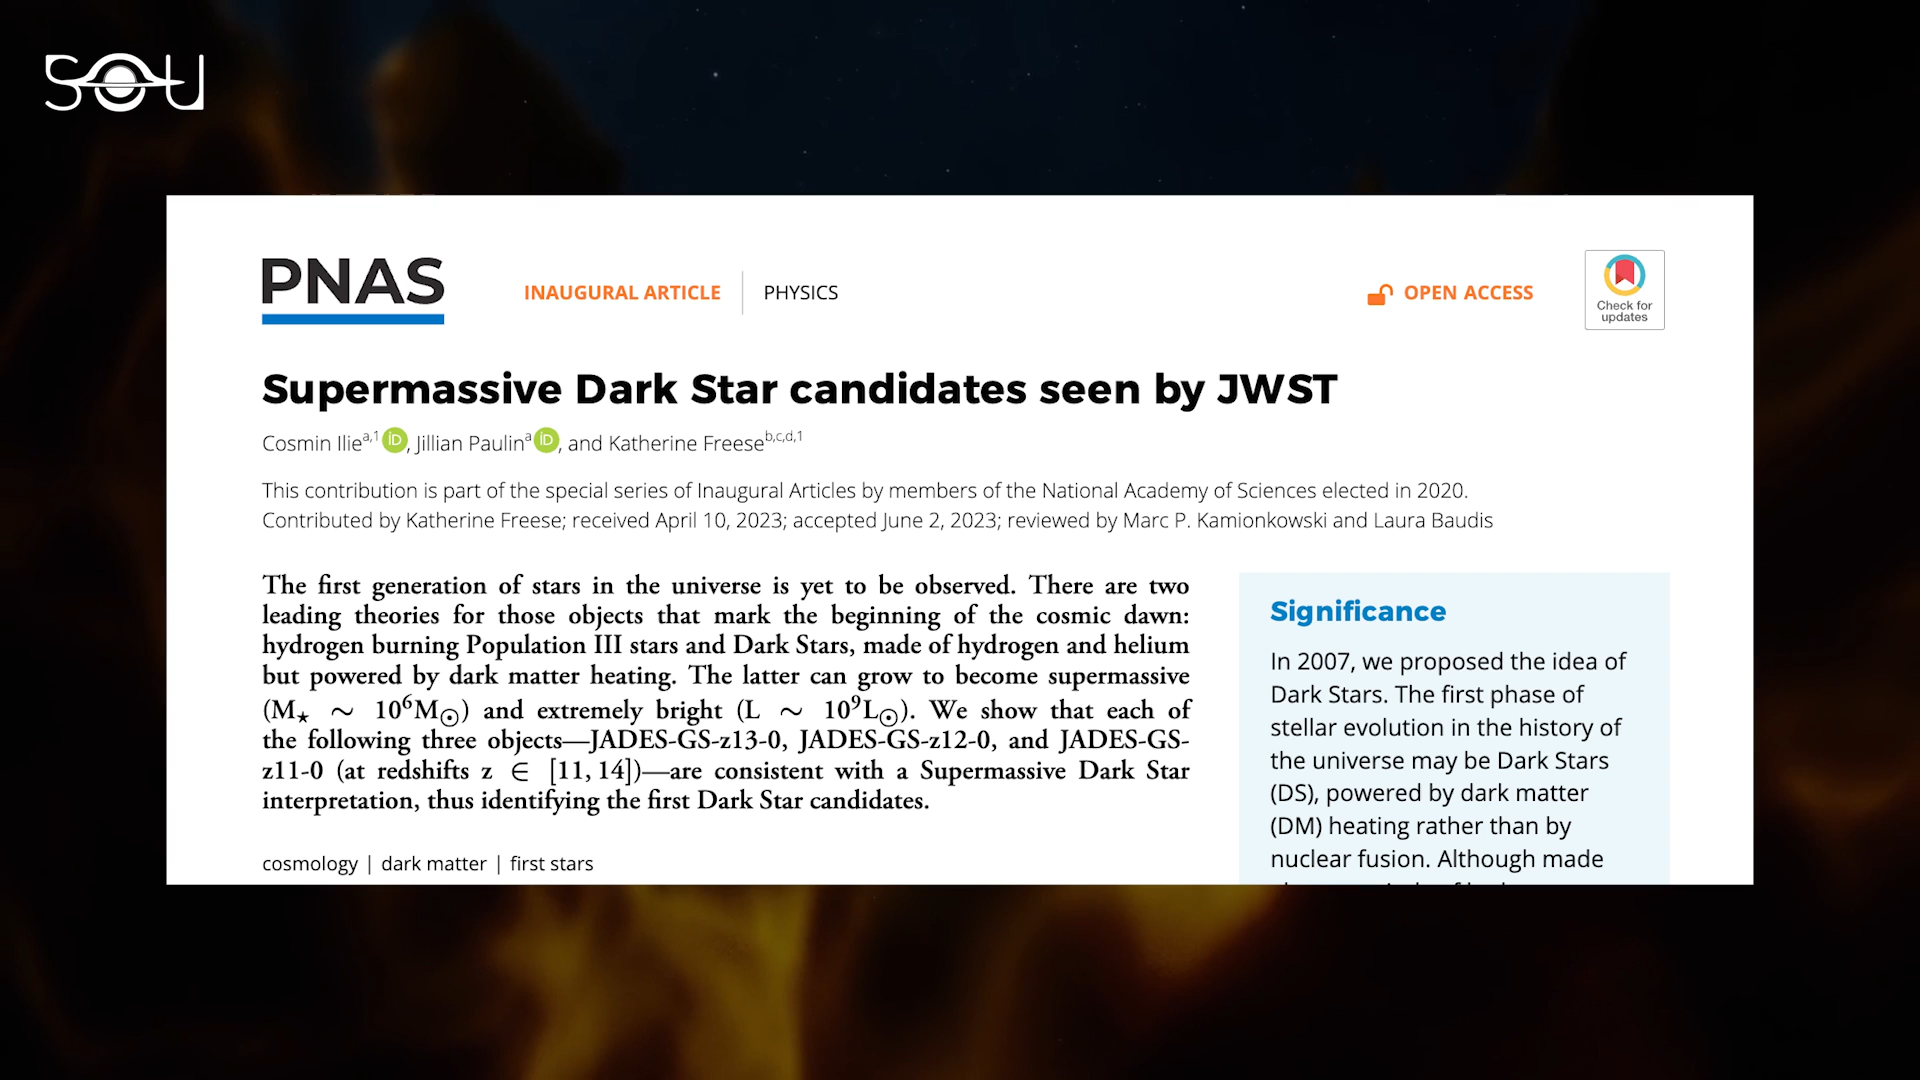 SOU
PNAS
INAUGURAL ARTICLE | PHYSICS
OPEN ACCESS
Check for
updates
Supermassive Dark Star candidates seen by JWST
Cosmin Ilieᵃ,¹ iD, Jillian Paulinᵃ iD, and Katherine Freeseᵇ,ᶜ,ᵈ,¹
This contribution is part of the special series of Inaugural Articles by members of the National Academy of Sciences elected in 2020.
Contributed by Katherine Freese; received April 10, 2023; accepted June 2, 2023; reviewed by Marc P. Kamionkowski and Laura Baudis
The first generation of stars in the universe is yet to be observed. There are two
leading theories for those objects that mark the beginning of the cosmic dawn:
hydrogen burning Population III stars and Dark Stars, made of hydrogen and helium
but powered by dark matter heating. The latter can grow to become supermassive
(M⋆ ∼ 10⁶M⊙) and extremely bright (L ∼ 10⁹L⊙). We show that each of
the following three objects—JADES-GS-z13-0, JADES-GS-z12-0, and JADES-GS-
z11-0 (at redshifts z ∈ [11, 14])—are consistent with a Supermassive Dark Star
interpretation, thus identifying the first Dark Star candidates.
cosmology | dark matter | first stars
Significance
In 2007, we proposed the idea of
Dark Stars. The first phase of
stellar evolution in the history of
the universe may be Dark Stars
(DS), powered by dark matter
(DM) heating rather than by
nuclear fusion. Although made